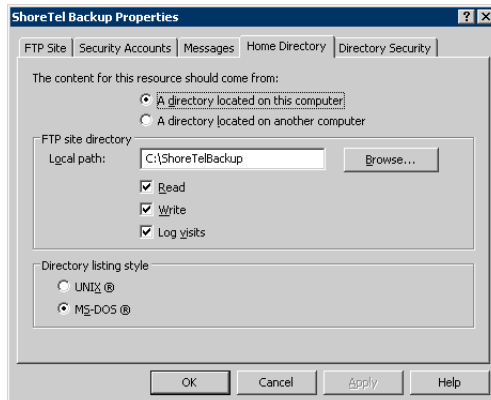 ShoreTel Backup Properties
FTP Site Security Accounts Messages Home Directory Directory Security
The content for this resource should come from:
A directory located on this computer
A directory located on another computer
FTP site directory
Local path: C:\ShoreTelBackup Browse...
Read
Write
Log visits
Directory listing style
UNIX ®
MS-DOS ®
OK Cancel Apply Help